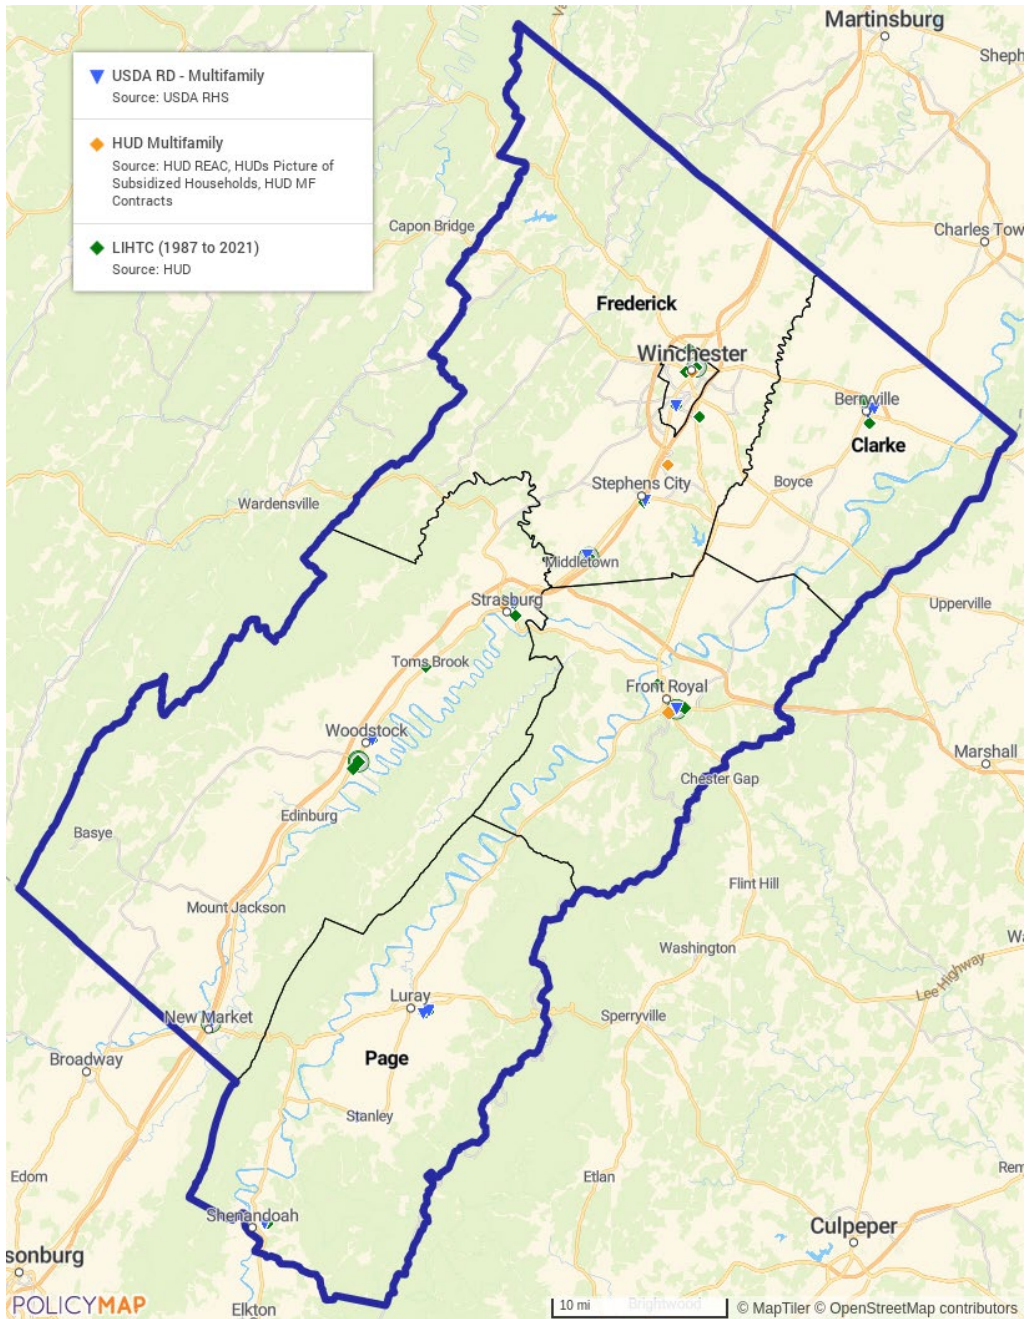 Martinsburg
USDA RD - Multifamily
Source: USDA RHS
HUD Multifamily
Source: HUD REAC, HUDs Picture of
Subsidized Households, HUD MF
Contracts
LIHTC (1987 to 2021)
Source: HUD
Sheph
Capon Bridge
Charles Tow
Frederick
Winchester
Berryville
Clarke
Stephens City
Boyce
Wardensville
Middletown
Strasburg
Upperville
Toms Brook
Front Royal
Woodstock
Marshall
Chester Gap
Edinburg
Basye
Flint Hill
Mount Jackson
Washington
Wa
Lee Highway
Luray
New Market
Sperryville
Broadway
Page
Stanley
Edom
Etlan
Rem
Shenandoah
Culpeper
sonburg
POLICYMAP
Elkton
10 mi
Brightwood
© MapTiler © OpenStreetMap contributors